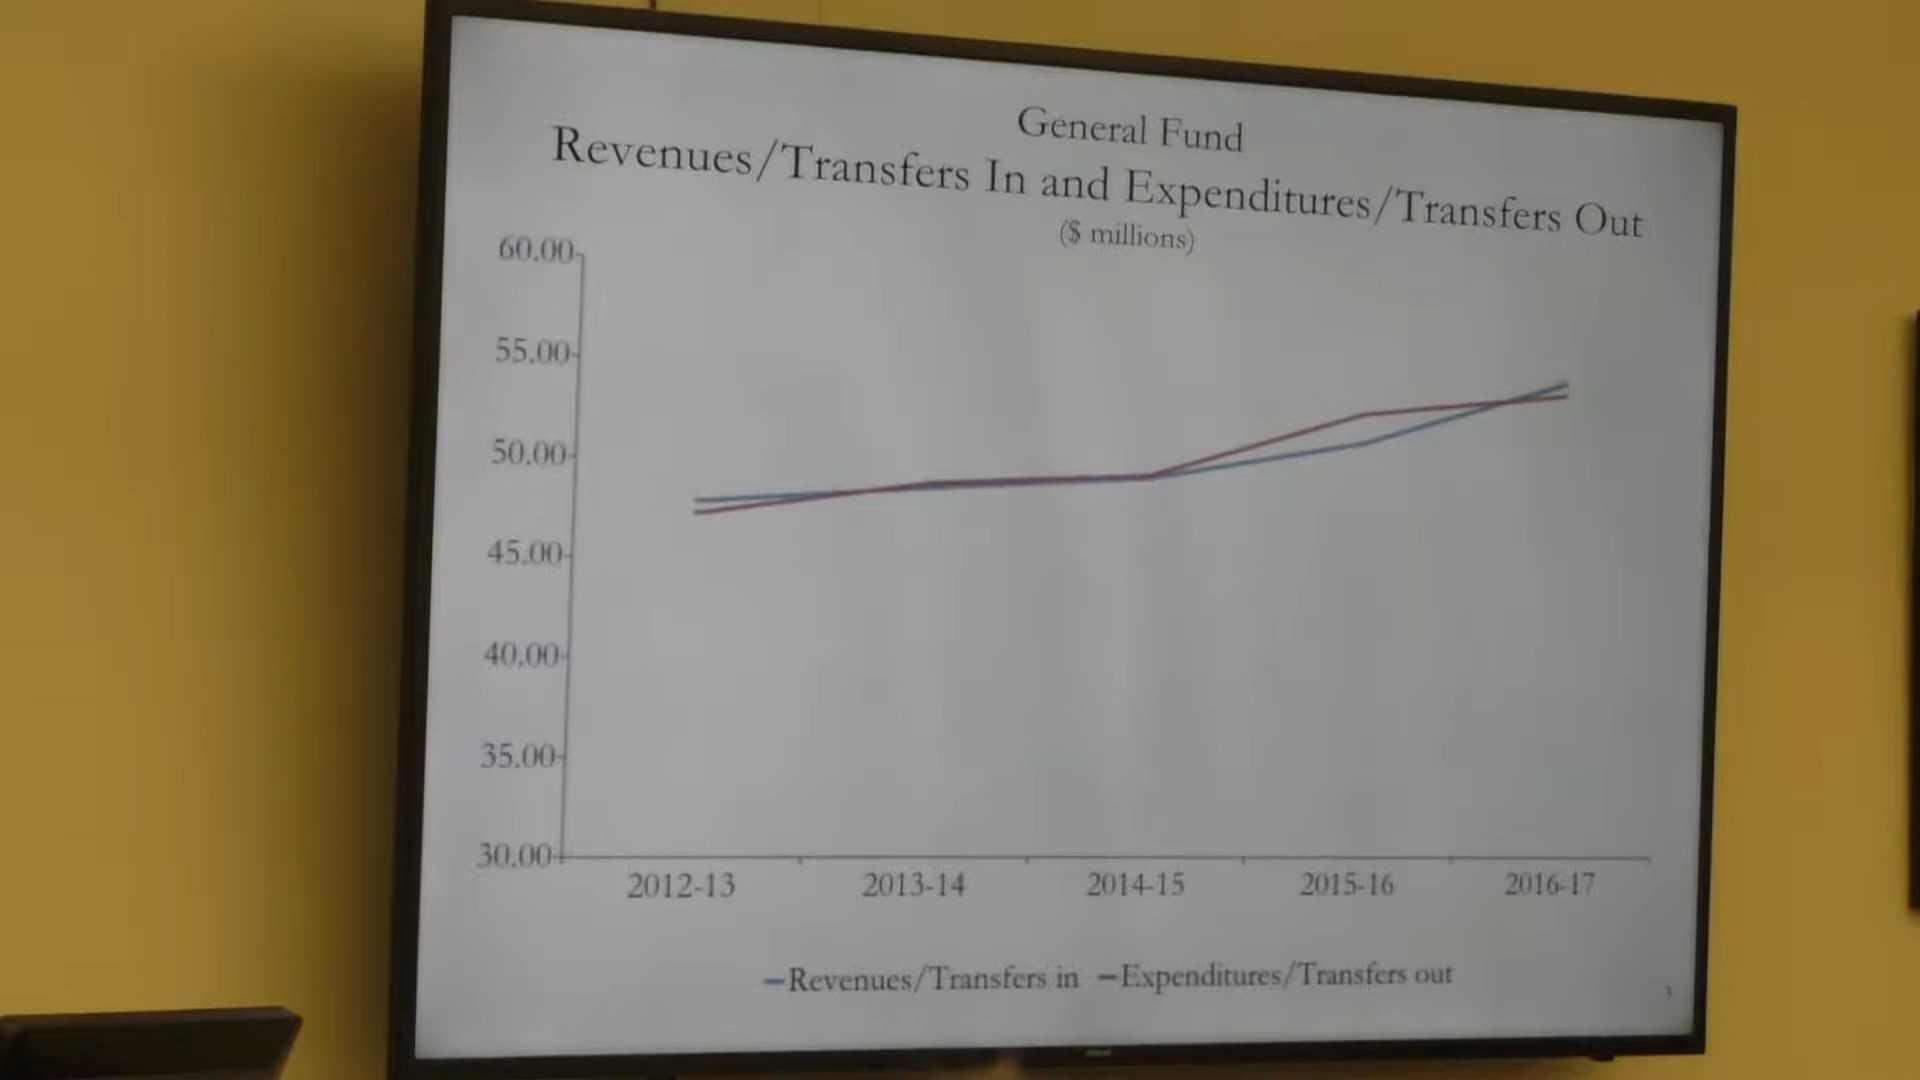 General Fund
Revenues/Transfers In and Expenditures/Transfers Out
($ millions)
60.00
55.00
50.00
45.00
40.00
35.00
30.00
2012-13 2013-14 2014-15 2015-16 2016-17
Revenues/Transfers in Expenditures/Transfers out
3